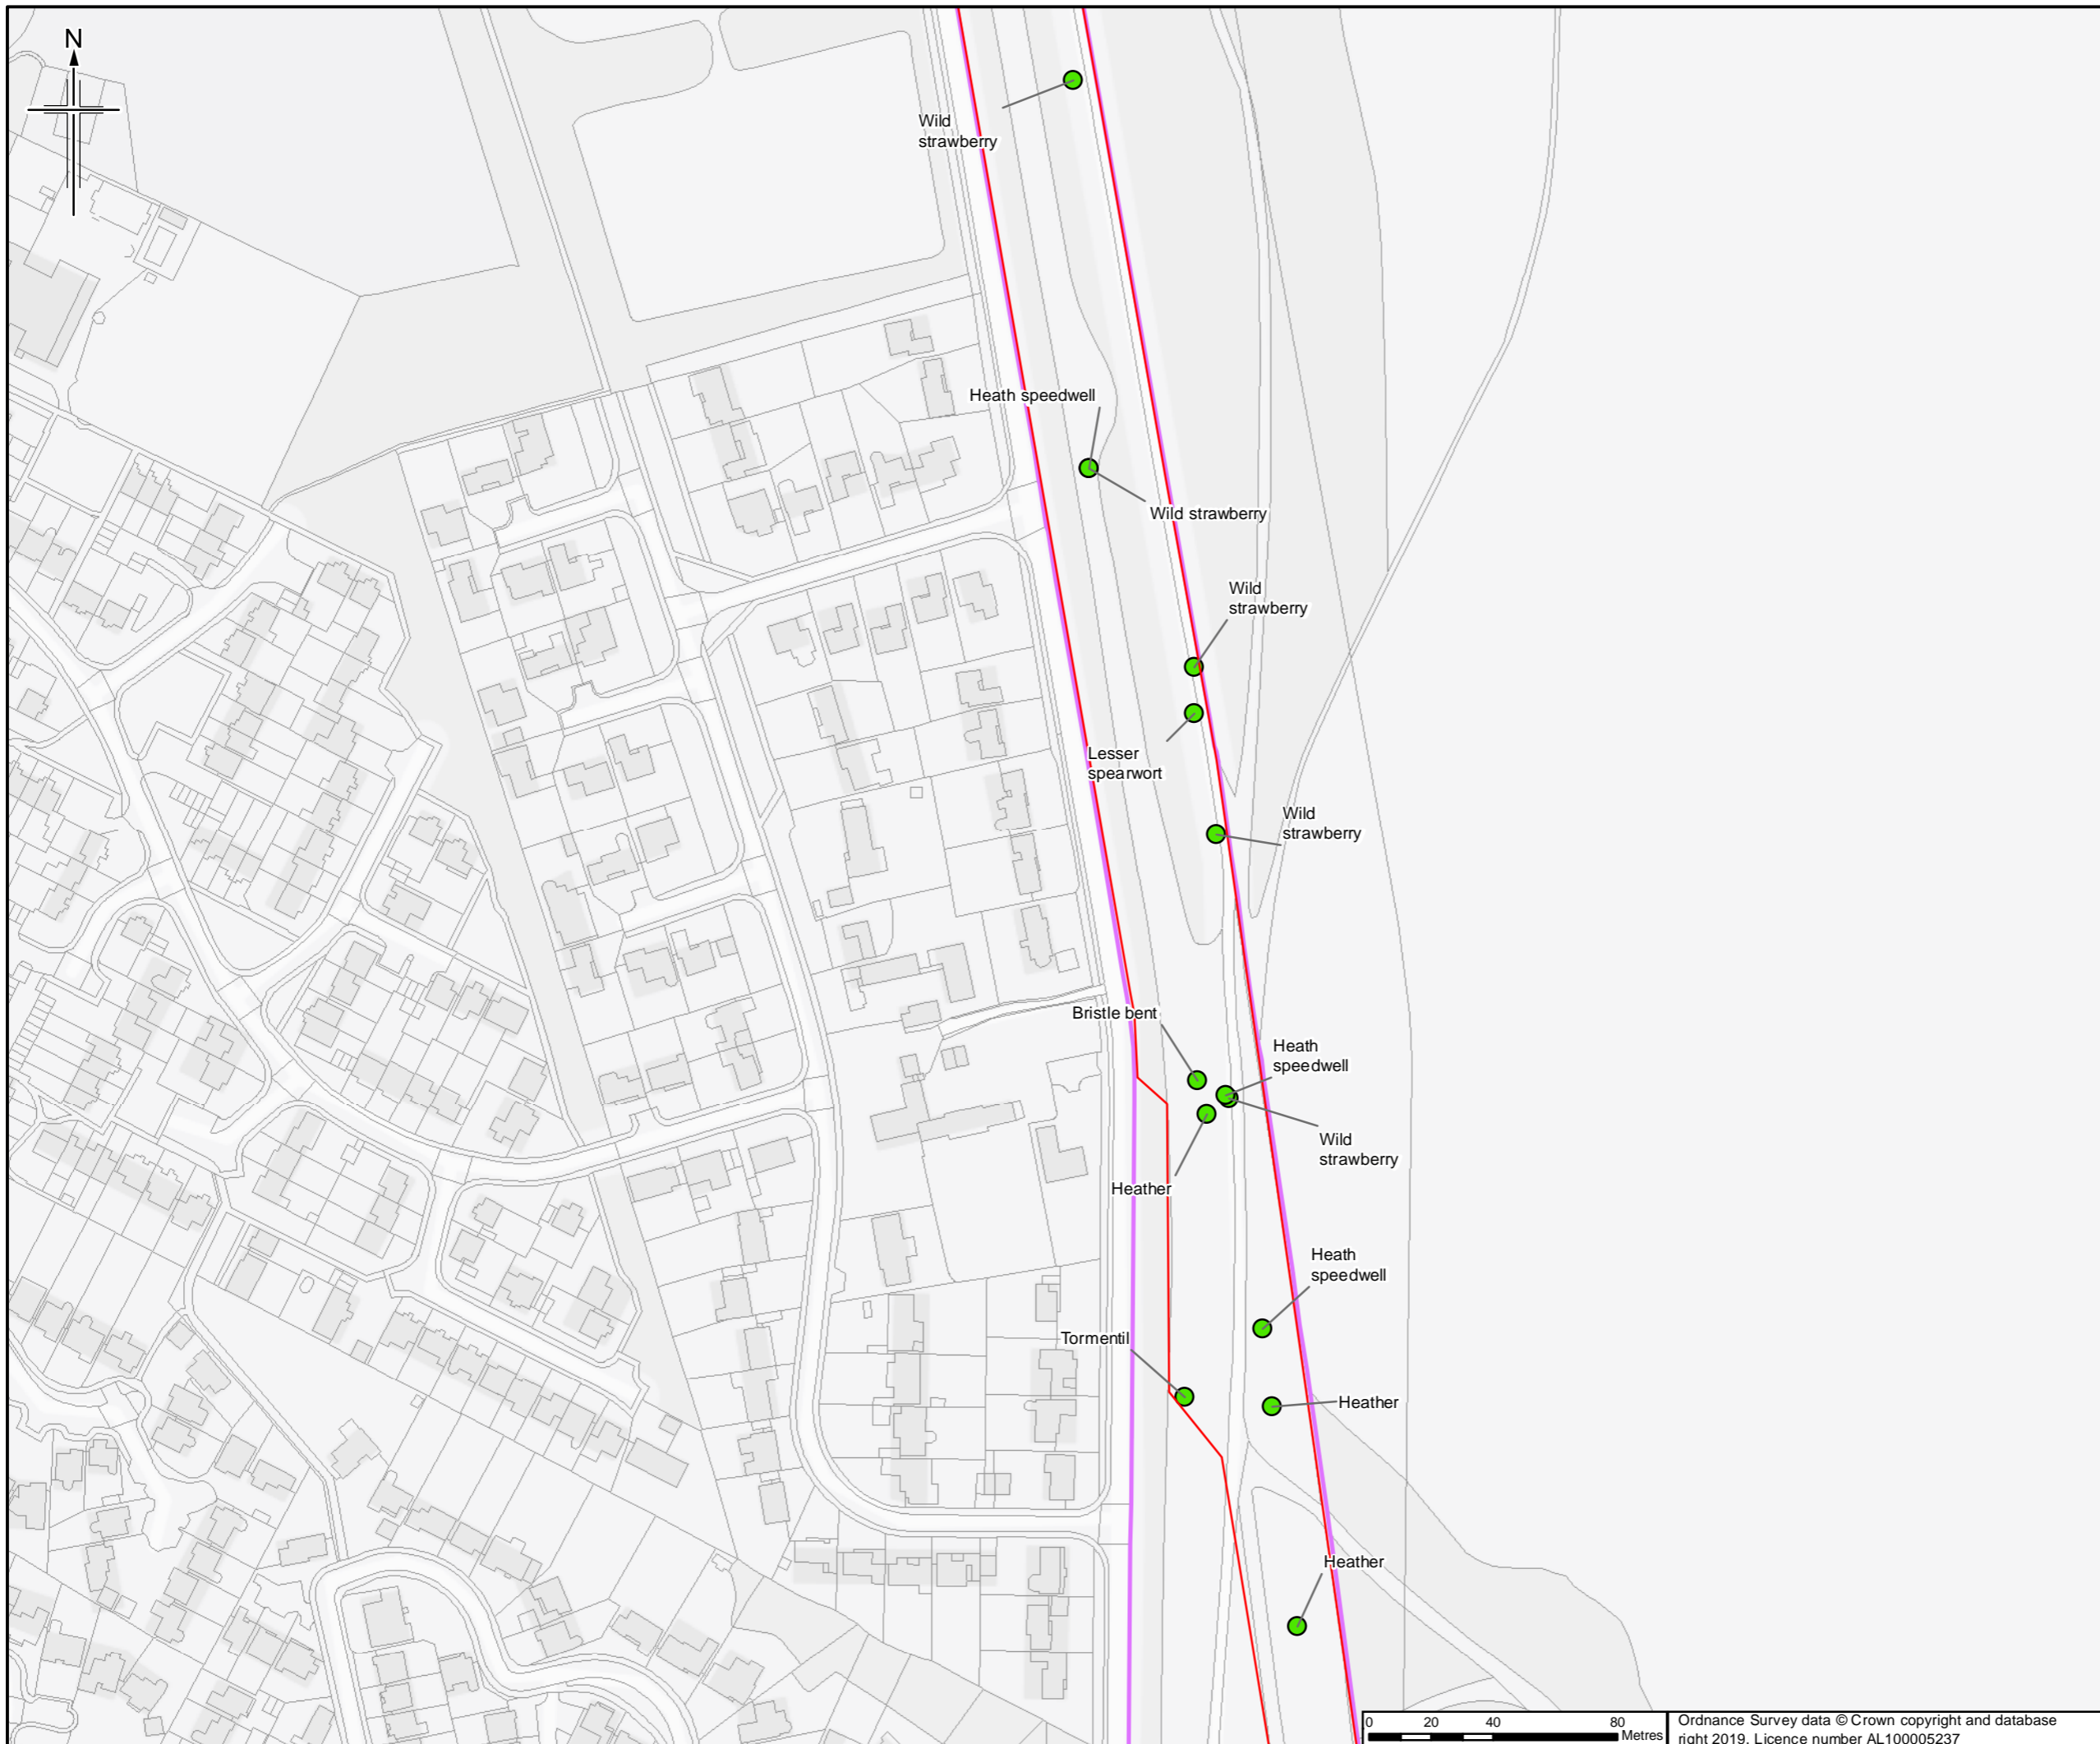 N
Wild
strawberry
Heath speedwell
Wild strawberry
Wild
strawberry
Lesser
spearwort
Wild
strawberry
Bristle bent
Heath
speedwell
Wild
strawberry
Heather
Heath
speedwell
Tormentil
Heather
Heather
0 20 40 80
Metres
Ordnance Survey data © Crown copyright and database
right 2019. Licence number AL100005237